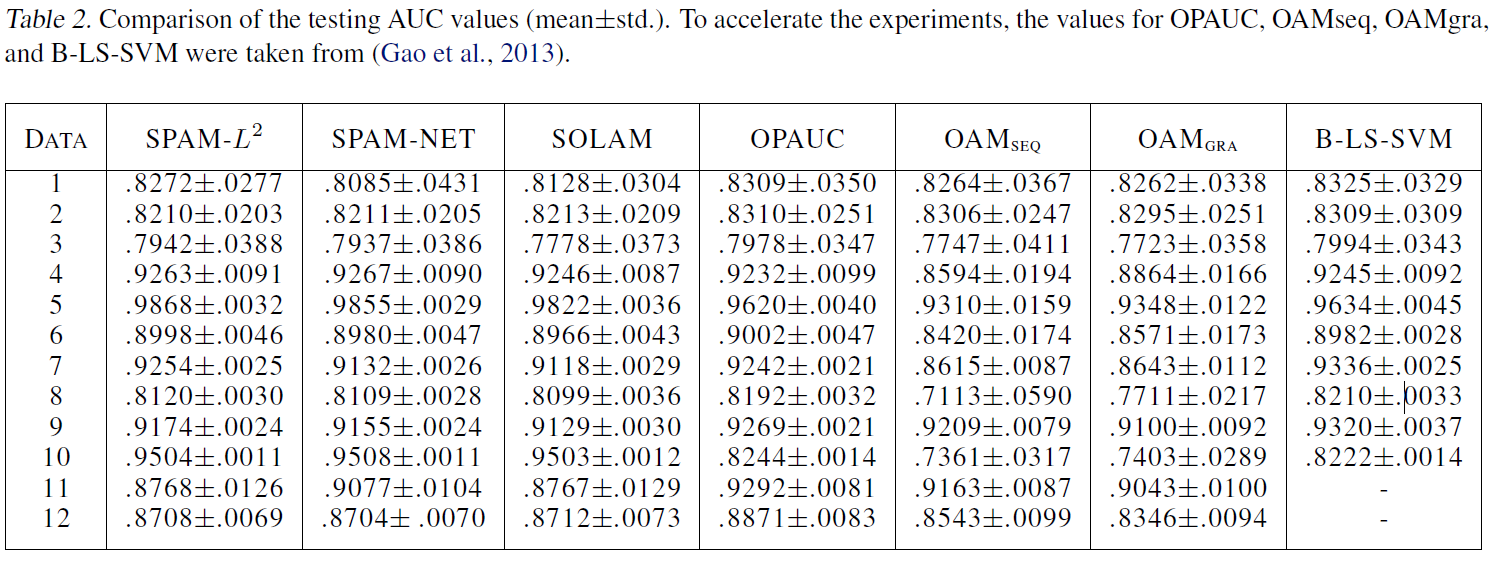 Table 2. Comparison of the testing AUC values (mean±std.). To accelerate the experiments, the values for OPAUC, OAMseq, OAMgra,
and B-LS-SVM were taken from (Gao et al., 2013).
DATA SPAM-L² SPAM-NET SOLAM OPAUC OAM_SEQ OAM_GRA B-LS-SVM
1 .8272±.0277 .8085±.0431 .8128±.0304 .8309±.0350 .8264±.0367 .8262±.0338 .8325±.0329
2 .8210±.0203 .8211±.0205 .8213±.0209 .8310±.0251 .8306±.0247 .8295±.0251 .8309±.0309
3 .7942±.0388 .7937±.0386 .7778±.0373 .7978±.0347 .7747±.0411 .7723±.0358 .7994±.0343
4 .9263±.0091 .9267±.0090 .9246±.0087 .9232±.0099 .8594±.0194 .8864±.0166 .9245±.0092
5 .9868±.0032 .9855±.0029 .9822±.0036 .9620±.0040 .9310±.0159 .9348±.0122 .9634±.0045
6 .8998±.0046 .8980±.0047 .8966±.0043 .9002±.0047 .8420±.0174 .8571±.0173 .8982±.0028
7 .9254±.0025 .9132±.0026 .9118±.0029 .9242±.0021 .8615±.0087 .8643±.0112 .9336±.0025
8 .8120±.0030 .8109±.0028 .8099±.0036 .8192±.0032 .7113±.0590 .7711±.0217 .8210±.0033
9 .9174±.0024 .9155±.0024 .9129±.0030 .9269±.0021 .9209±.0079 .9100±.0092 .9320±.0037
10 .9504±.0011 .9508±.0011 .9503±.0012 .8244±.0014 .7361±.0317 .7403±.0289 .8222±.0014
11 .8768±.0126 .9077±.0104 .8767±.0129 .9292±.0081 .9163±.0087 .9043±.0100 -
12 .8708±.0069 .8704± .0070 .8712±.0073 .8871±.0083 .8543±.0099 .8346±.0094 -